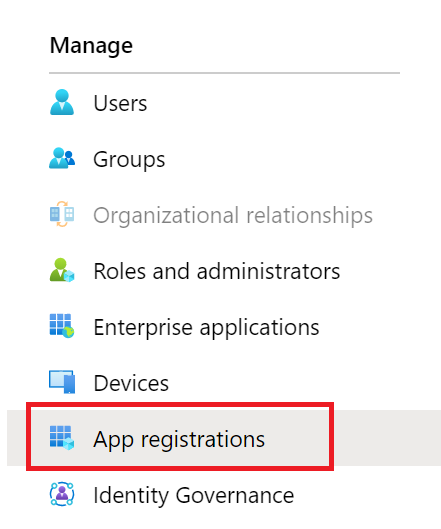 Manage
Users
Groups
Organizational relationships
Roles and administrators
Enterprise applications
Devices
App registrations
Identity Governance